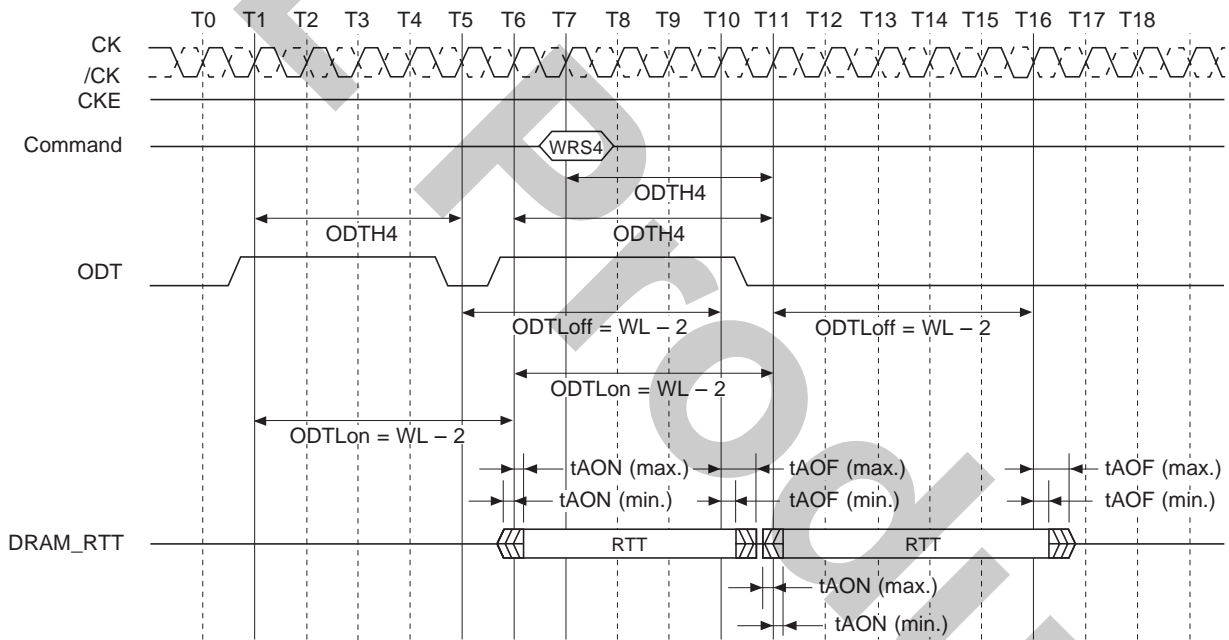 T0 T1 T2 T3 T4 T5 T6 T7 T8 T9 T10 T11 T12 T13 T14 T15 T16 T17 T18
CK
/CK
CKE
Command
WRS4
ODTH4
ODTH4
ODTH4
ODT
ODTLoff = WL – 2
ODTLoff = WL – 2
ODTLon = WL – 2
ODTLon = WL – 2
tAON (max.) tAOF (max.) tAOF (max.)
tAON (min.) tAOF (min.) tAOF (min.)
DRAM_RTT RTT RTT
tAON (max.)
tAON (min.)